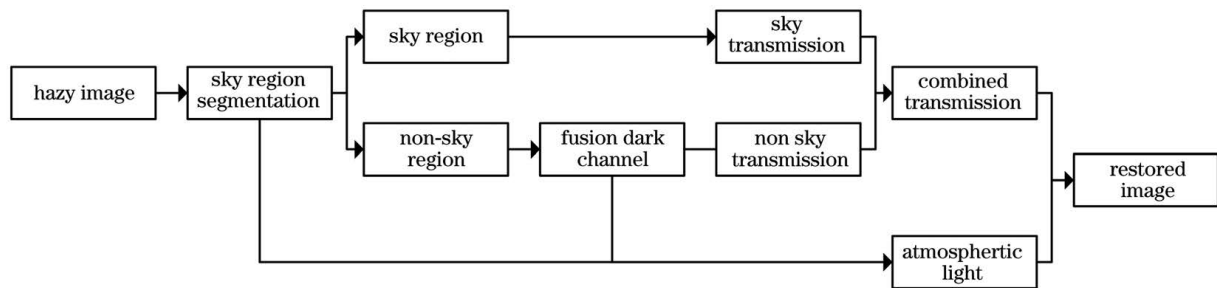 hazy image
sky region
segmentation
sky region
non-sky
region
fusion dark
channel
sky
transmission
non sky
transmission
combined
transmission
atmosphertic
light
restored
image